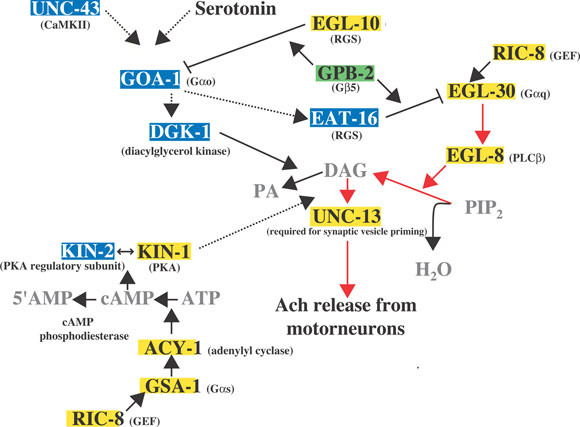 UNC-43
(CaMKII)
Serotonin
EGL-10
(RGS)
RIC-8 (GEF)
GOA-1 (Gαo)
GPB-2
(Gβ5)
EGL-30 (Gαq)
EAT-16
(RGS)
DGK-1
(diacylglycerol kinase)
EGL-8 (PLCβ)
DAG
PA
UNC-13
(required for synaptic vesicle priming)
PIP2
KIN-2
(PKA regulatory subunit)
KIN-1
(PKA)
H2O
5'AMP
cAMP
ATP
cAMP
phosphodiesterase
Ach release from
motorneurons
ACY-1 (adenylyl cyclase)
GSA-1 (Gαs)
RIC-8 (GEF)